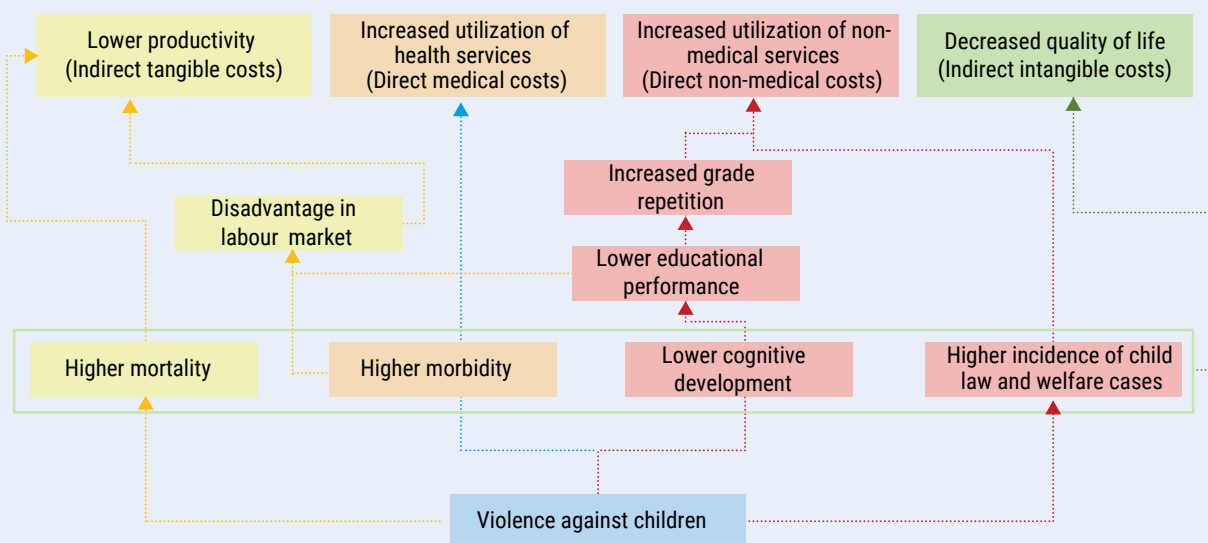 Lower productivity
(Indirect tangible costs)
Increased utilization of
health services
(Direct medical costs)
Increased utilization of non-
medical services
(Direct non-medical costs)
Decreased quality of life
(Indirect intangible costs)
Increased grade
repetition
Disadvantage in
labour market
Lower educational
performance
Higher mortality
Higher morbidity
Lower cognitive
development
Higher incidence of child
law and welfare cases
Violence against children